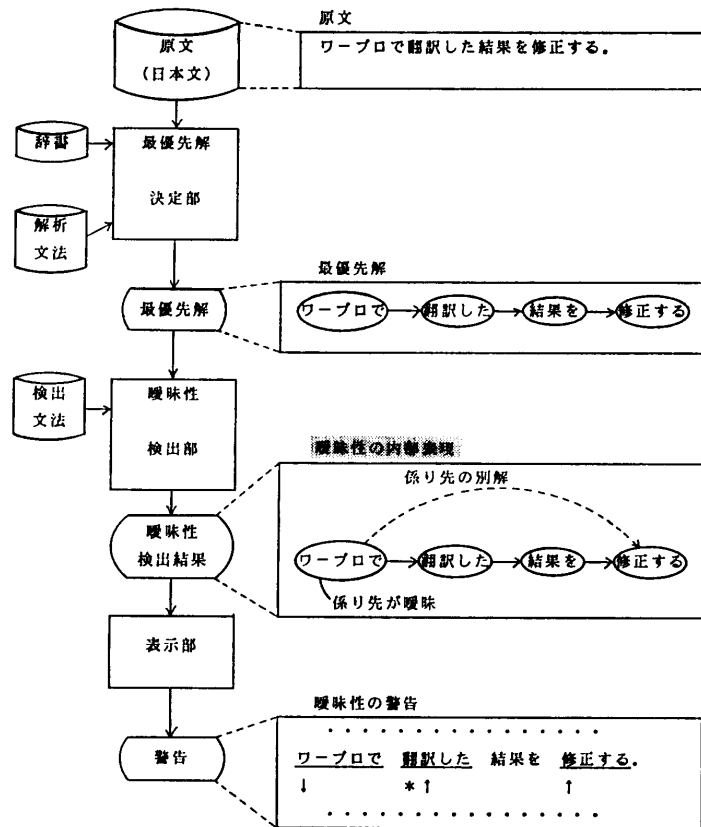 原文
原文
(日本文)
ワープロで翻訳した結果を修正する。
辞書
最優先解
決定部
解析
文法
最優先解
最優先解
ワープロで 翻訳した 結果を 修正する
検出
文法
曖昧性
検出部
曖昧性の内部表現
係り先の別解
曖昧性
検出結果
ワープロで 翻訳した 結果を 修正する
係り先が曖昧
表示部
曖昧性の警告
警告
・・・・・・・・・・・・・・・・
ワープロで 翻訳した 結果を 修正する。
↓ *↑ ↑
・・・・・・・・・・・・・・・・